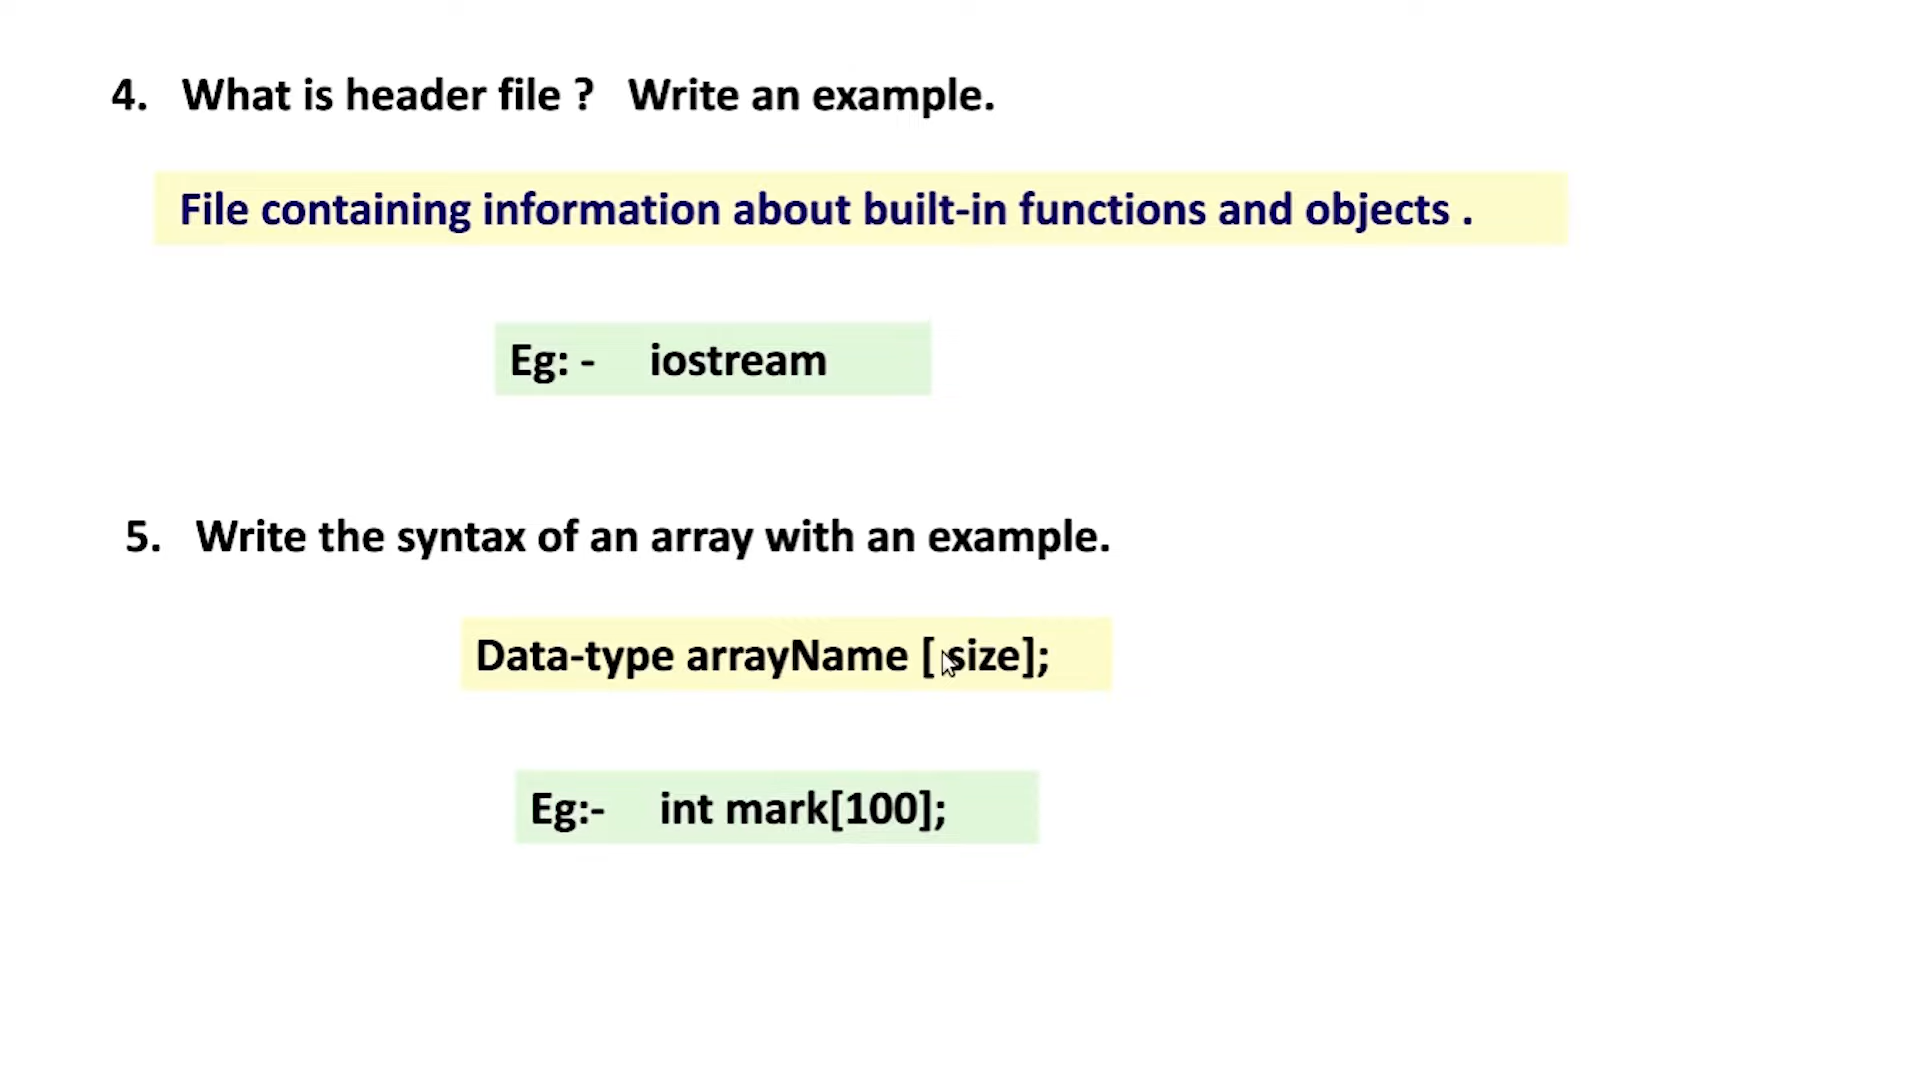 4. What is header file ? Write an example.
File containing information about built-in functions and objects .
Eg: - iostream
5. Write the syntax of an array with an example.
Data-type arrayName [ size];
Eg:- int mark[100];